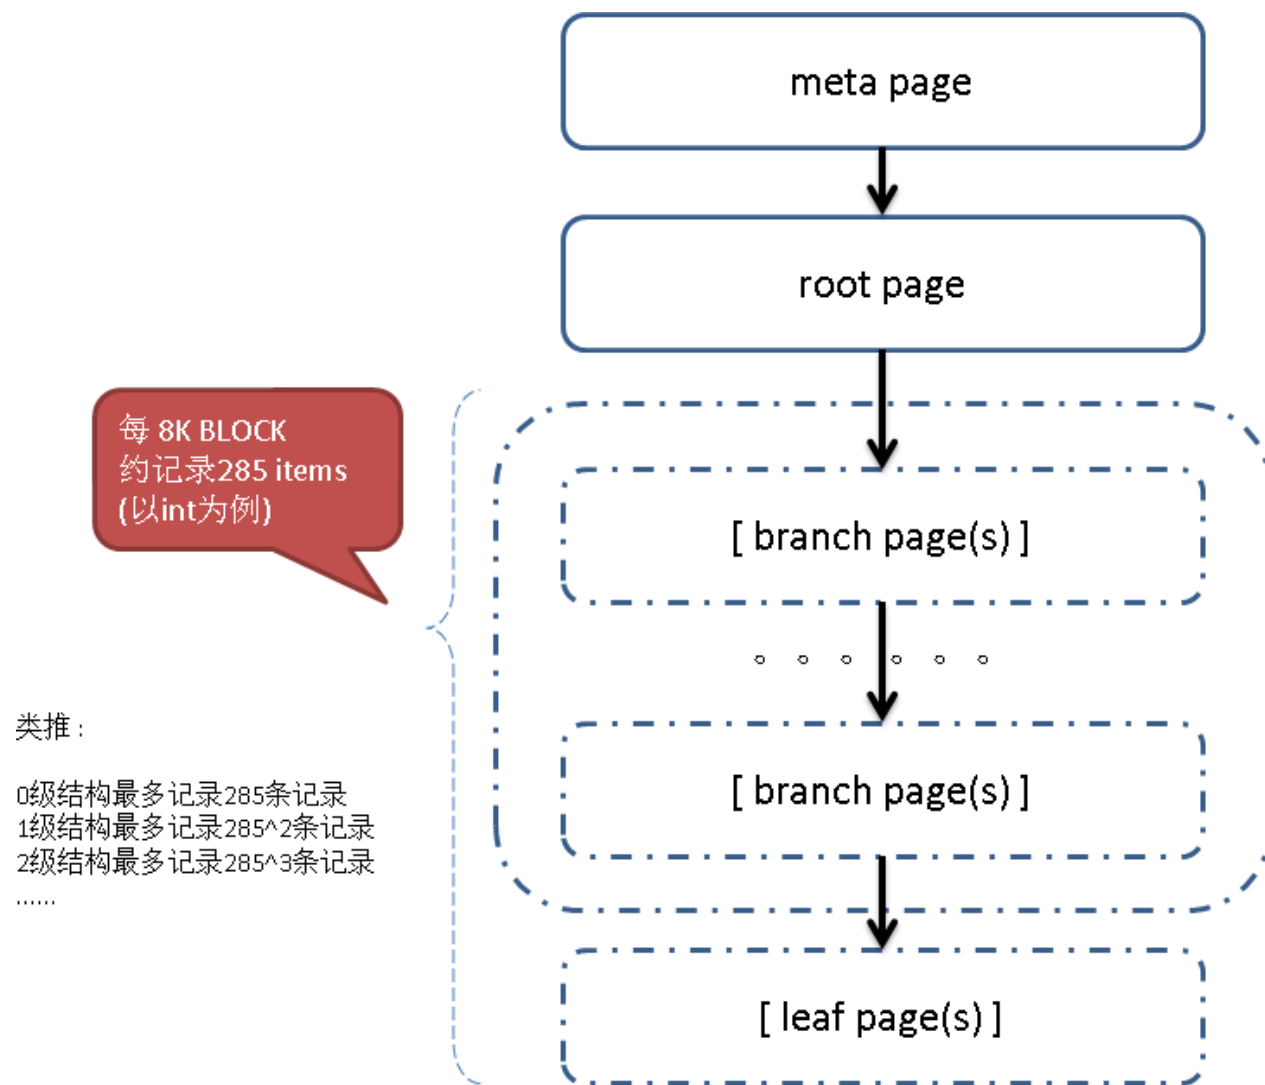 meta page
root page
每 8K BLOCK
约记录285 items
(以int为例)
[ branch page(s) ]
。。。。。。
[ branch page(s) ]
类推：
0级结构最多记录285条记录
1级结构最多记录285^2条记录
2级结构最多记录285^3条记录
......
[ leaf page(s) ]